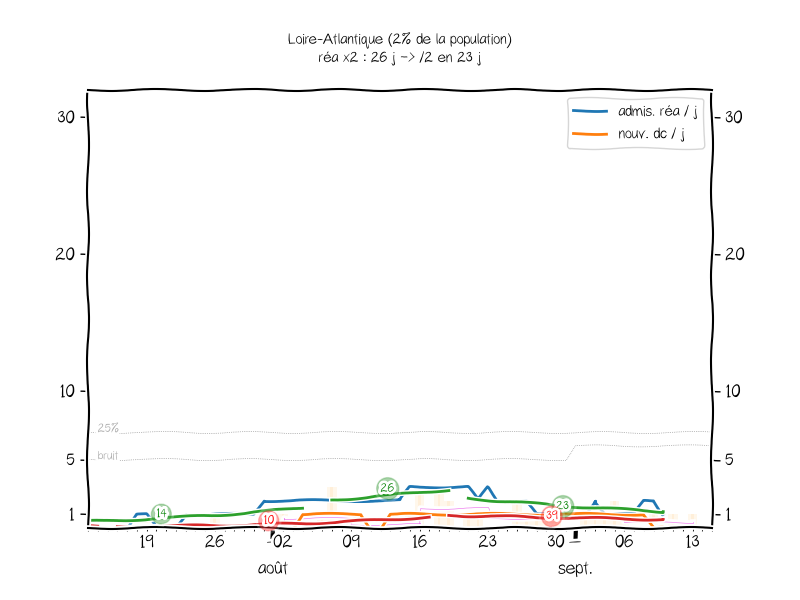 Loire-Atlantique (2% de la population)
réa x2 : 26 j -> /2 en 23 j
admis. réa / j
nouv. dc / j
30
30
20
20
10
10
25%
5
bruit
5
26
14
23
39
10
1
1
19 26 02 09 16 23 30 06 13
août sept.